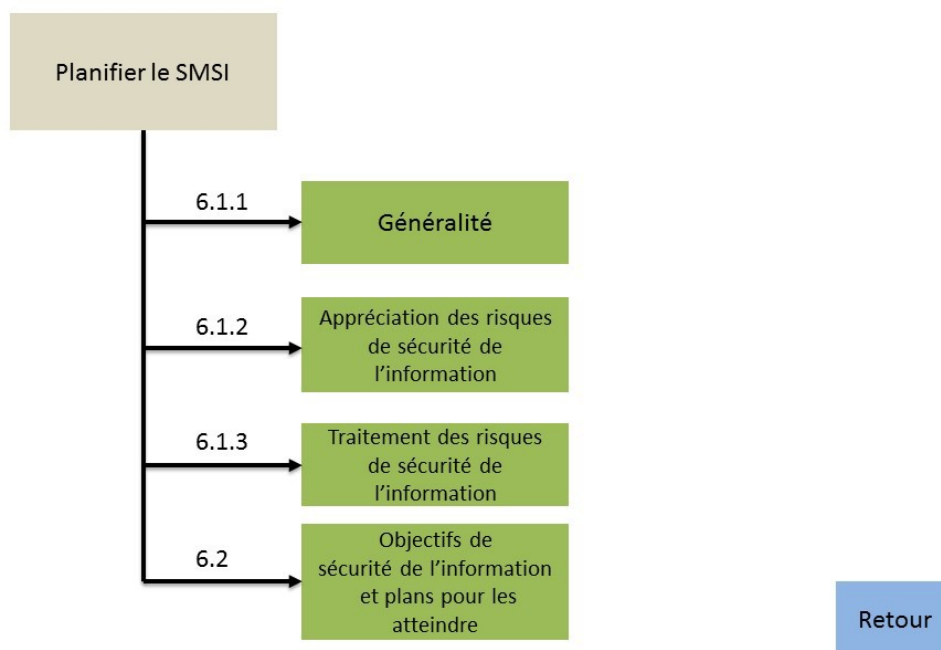 Planifier le SMSI
6.1.1
Généralité
6.1.2
Appréciation des risques
de sécurité de
l’information
6.1.3
Traitement des risques
de sécurité de
l’information
6.2
Objectifs de
sécurité de l’information
et plans pour les
atteindre
Retour